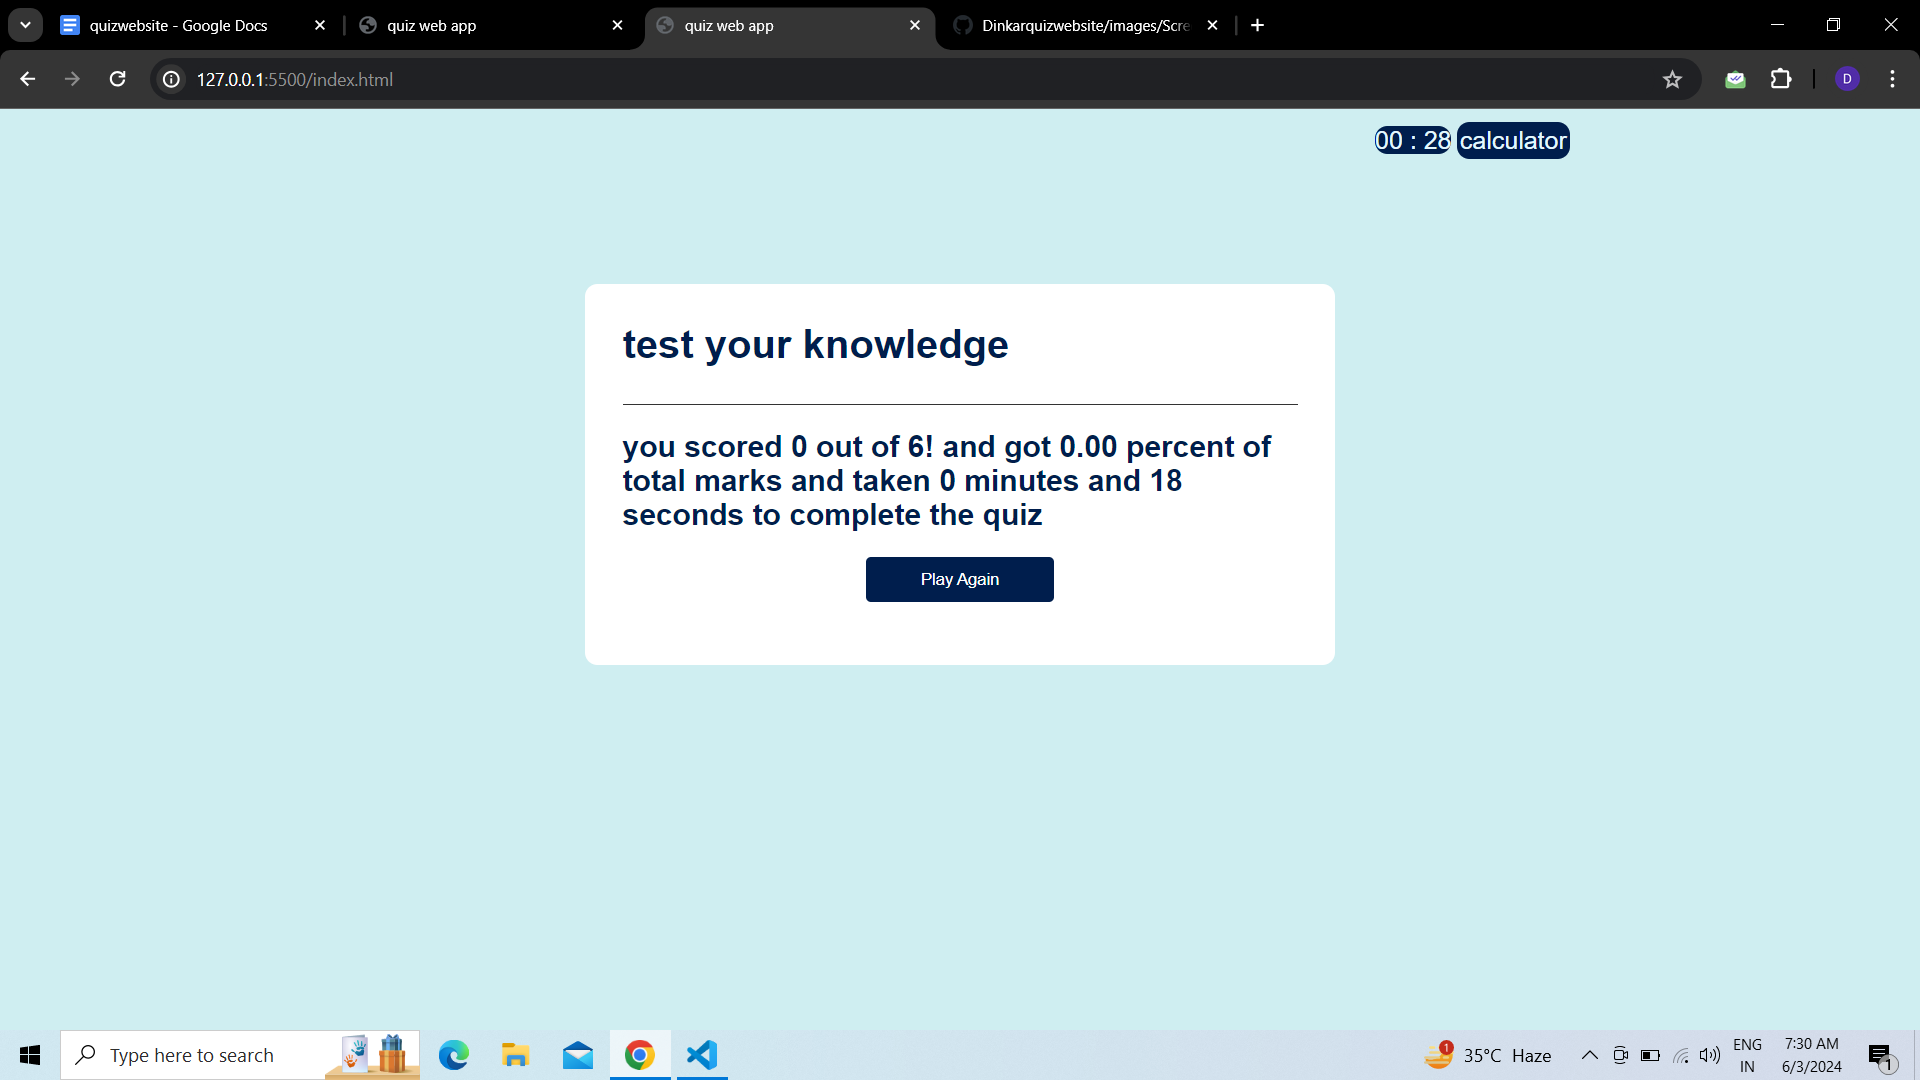 quizwebsite - Google Docs
quiz web app
quiz web app
Dinkarquizwebsite/images/Scre
127.0.0.1:5500/index.html
D
00 : 28 calculator
test your knowledge
you scored 0 out of 6! and got 0.00 percent of
total marks and taken 0 minutes and 18
seconds to complete the quiz
Play Again
Type here to search
1
35°C Haze
ENG
IN
7:30 AM
6/3/2024
1